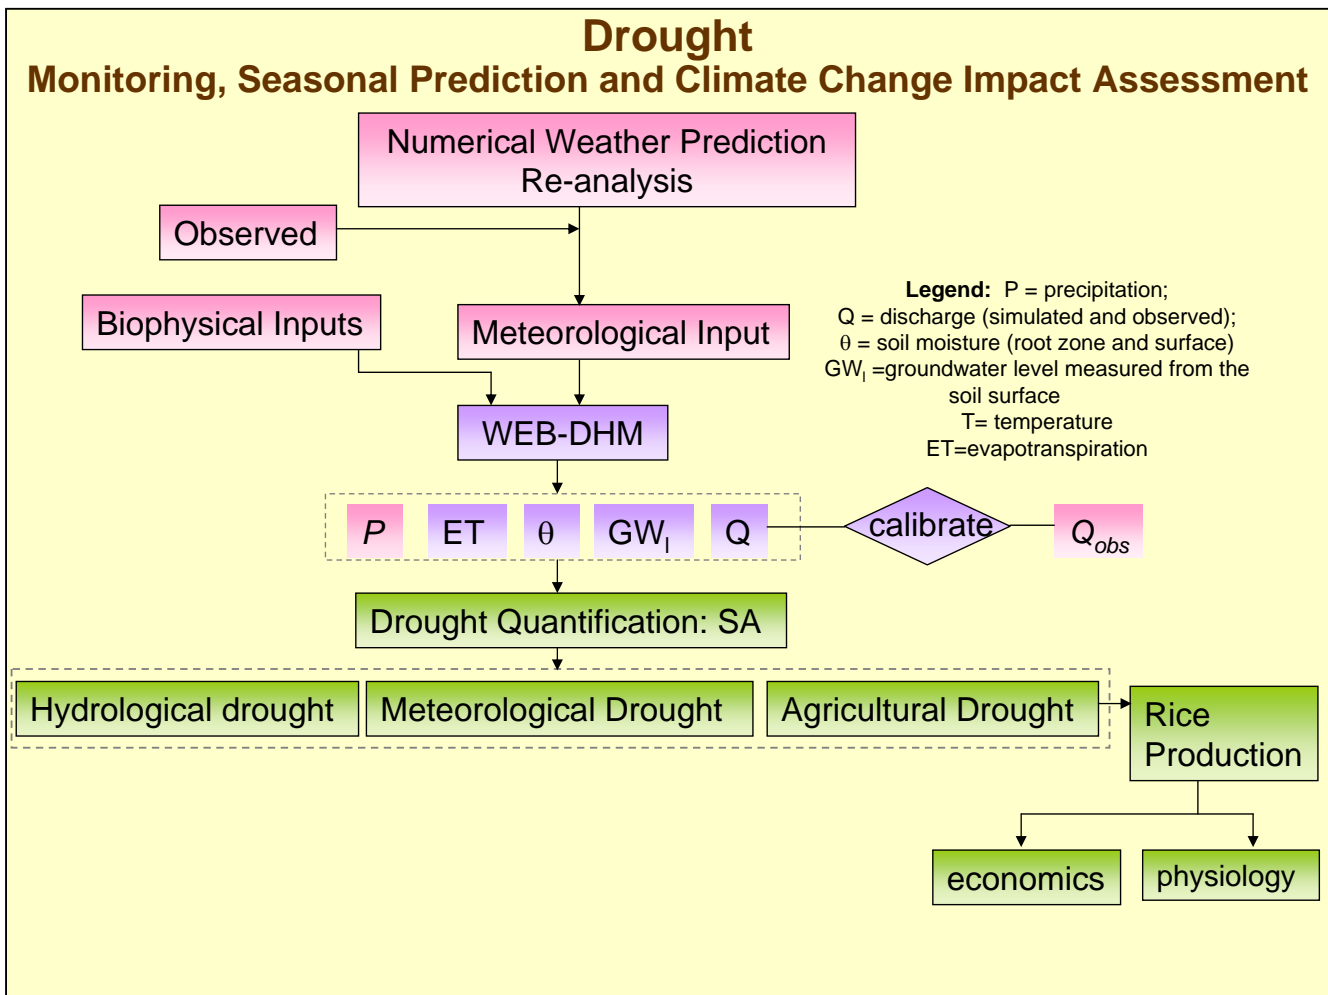 Drought
Monitoring, Seasonal Prediction and Climate Change Impact Assessment
Numerical Weather Prediction
Re-analysis
Observed
Biophysical Inputs
Meteorological Input
Legend: P = precipitation;
Q = discharge (simulated and observed);
θ = soil moisture (root zone and surface)
GWl =groundwater level measured from the
soil surface
T= temperature
ET=evapotranspiration
WEB-DHM
P
ET
θ
GWl
Q
calibrate
Qobs
Drought Quantification: SA
Hydrological drought
Meteorological Drought
Agricultural Drought
Rice
Production
economics
physiology